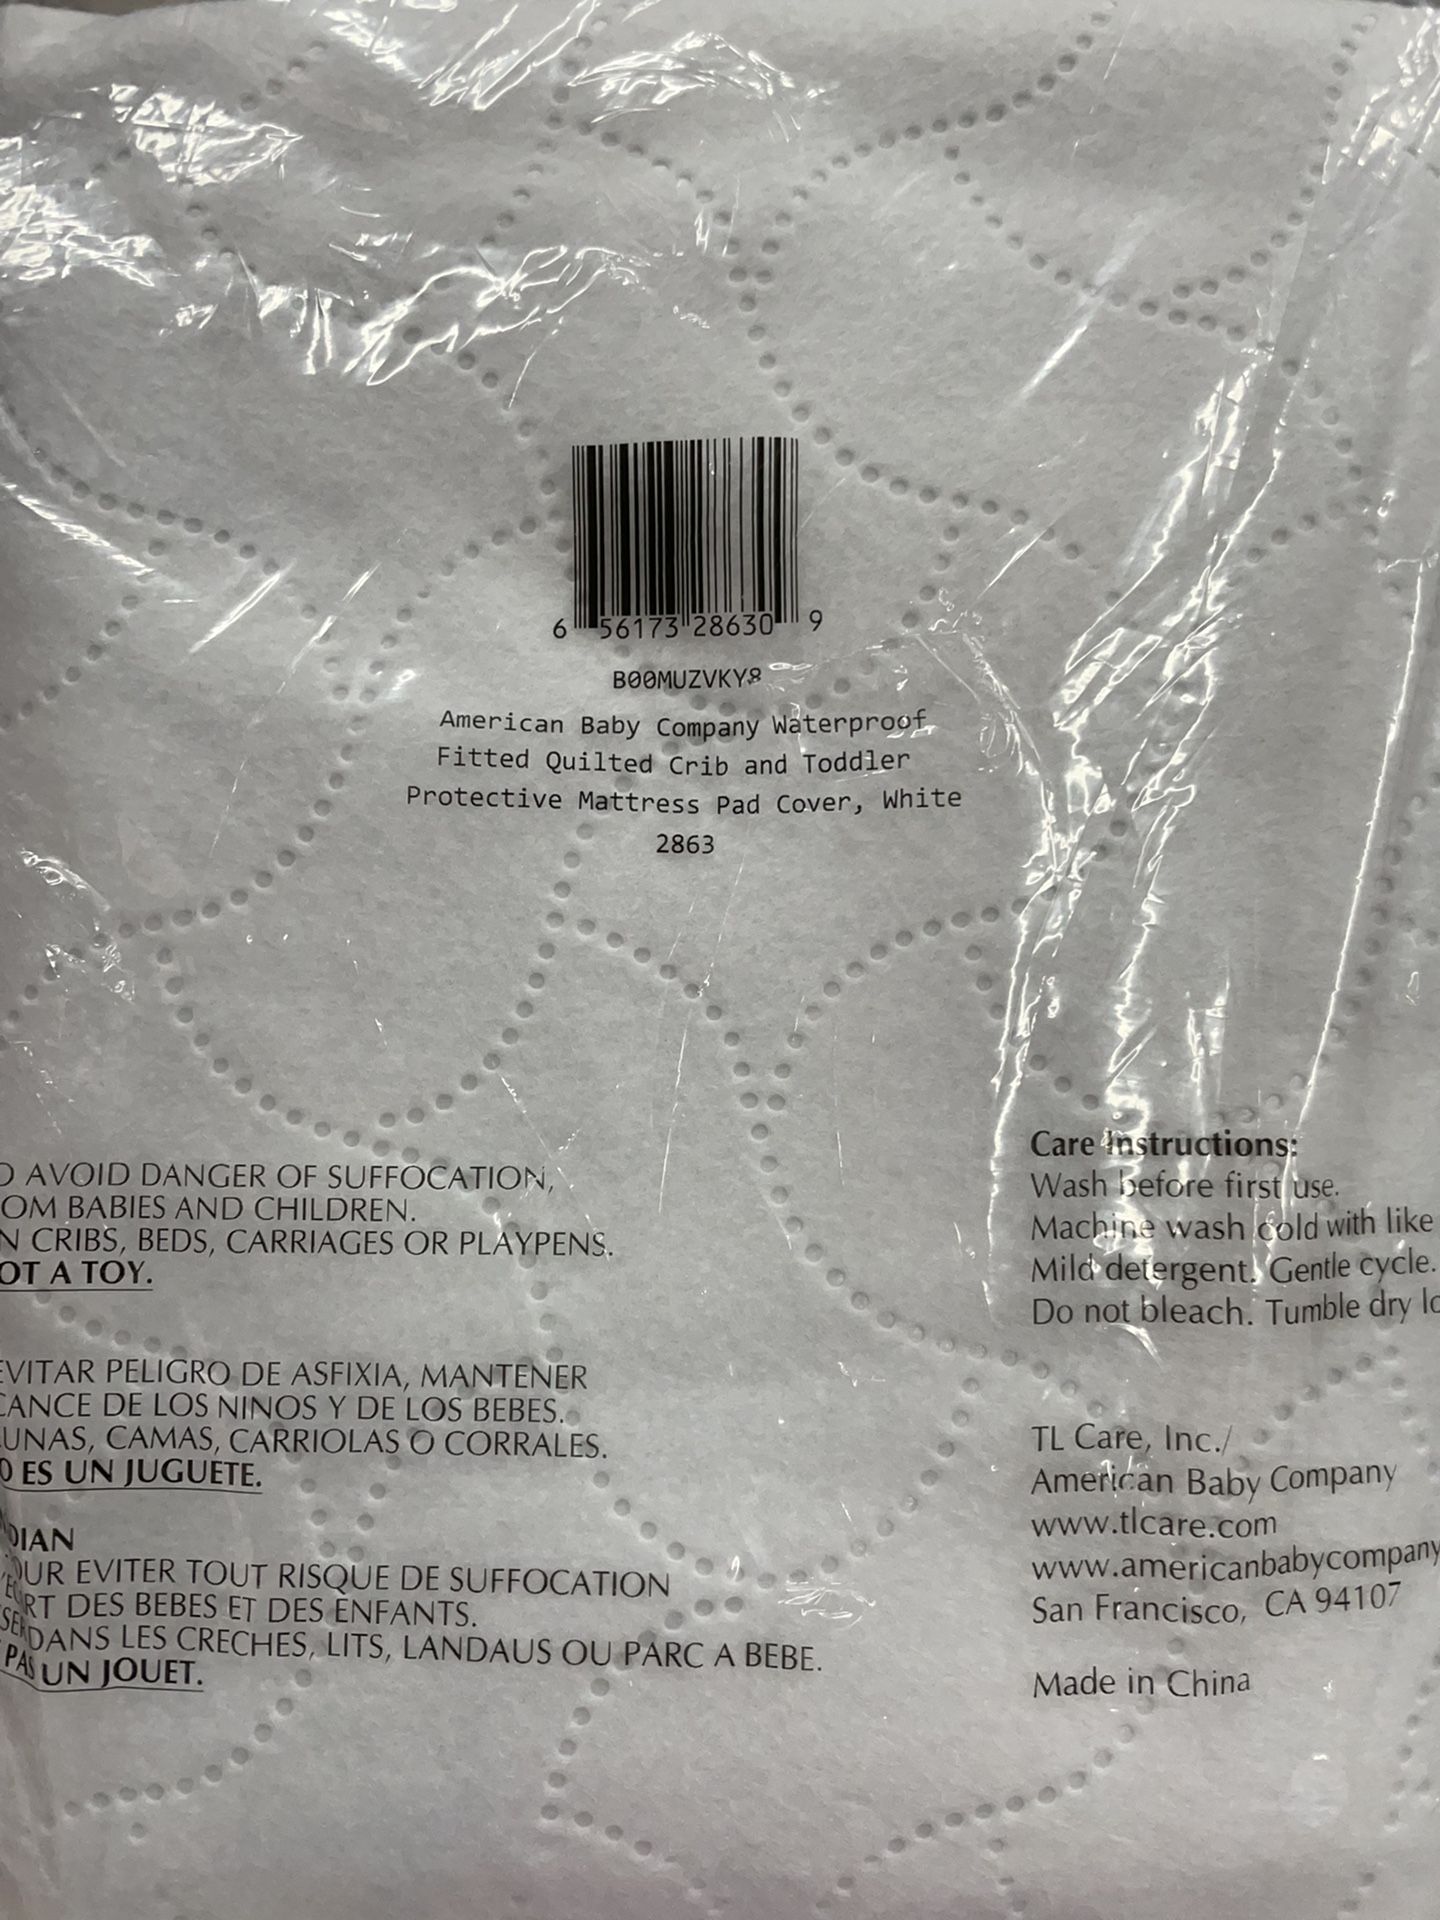 6 56173 28630 9
B00MUZVKY8
American Baby Company Waterproof
Fitted Quilted Crib and Toddler
Protective Mattress Pad Cover, White
2863
O AVOID DANGER OF SUFFOCATION,
OM BABIES AND CHILDREN.
N CRIBS, BEDS, CARRIAGES OR PLAYPENS.
OT A TOY.
EVITAR PELIGRO DE ASFIXIA, MANTENER
CANCE DE LOS NINOS Y DE LOS BEBES.
UNAS, CAMAS, CARRIOLAS O CORRALES.
O ES UN JUGUETE.
DIAN
OUR EVITER TOUT RISQUE DE SUFFOCATION
RT DES BEBES ET DES ENFANTS.
DANS LES CRECHES, LITS, LANDAUS OU PARC A BEBE.
PAS UN JOUET.
Care Instructions:
Wash before first use.
Machine wash cold with like
Mild detergent. Gentle cycle.
Do not bleach. Tumble dry lo
TL Care, Inc./
American Baby Company
www.tlcare.com
www.americanbabycompany
San Francisco, CA 94107
Made in China